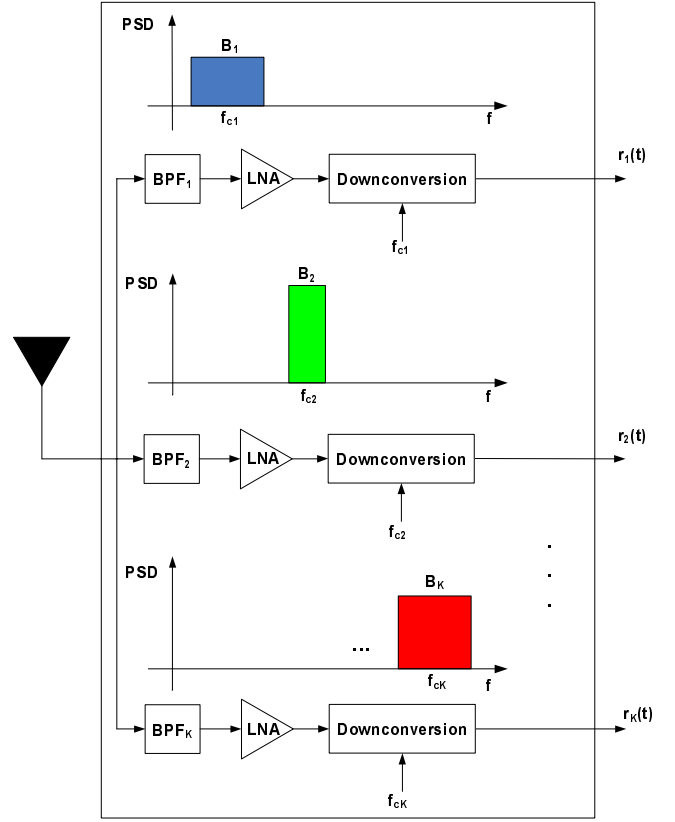 PSD
B1
fc1
f
r1(t)
BPF1
LNA
Downconversion
fc1
PSD
B2
fc2
f
r2(t)
BPF2
LNA
Downconversion
fc2
PSD
BK
...
fcK
f
rK(t)
BPFK
LNA
Downconversion
fcK